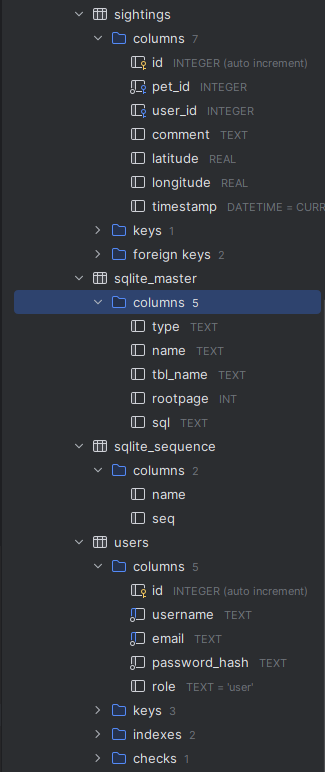 sightings
columns 7
id INTEGER (auto increment)
pet_id INTEGER
user_id INTEGER
comment TEXT
latitude REAL
longitude REAL
timestamp DATETIME = CURR
keys 1
foreign keys 2
sqlite_master
columns 5
type TEXT
name TEXT
tbl_name TEXT
rootpage INT
sql TEXT
sqlite_sequence
columns 2
name
seq
users
columns 5
id INTEGER (auto increment)
username TEXT
email TEXT
password_hash TEXT
role TEXT = 'user'
keys 3
indexes 2
checks 1